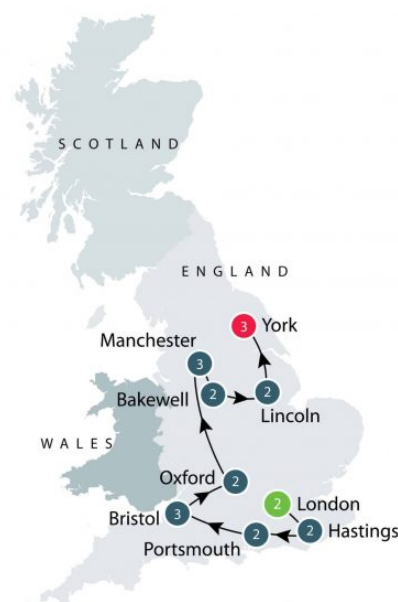 SCOTLAND
ENGLAND
3 York
Manchester
3
Bakewell 2
2
Lincoln
WALES
Oxford 2
2 London
Bristol 3
2 Hastings
Portsmouth 2